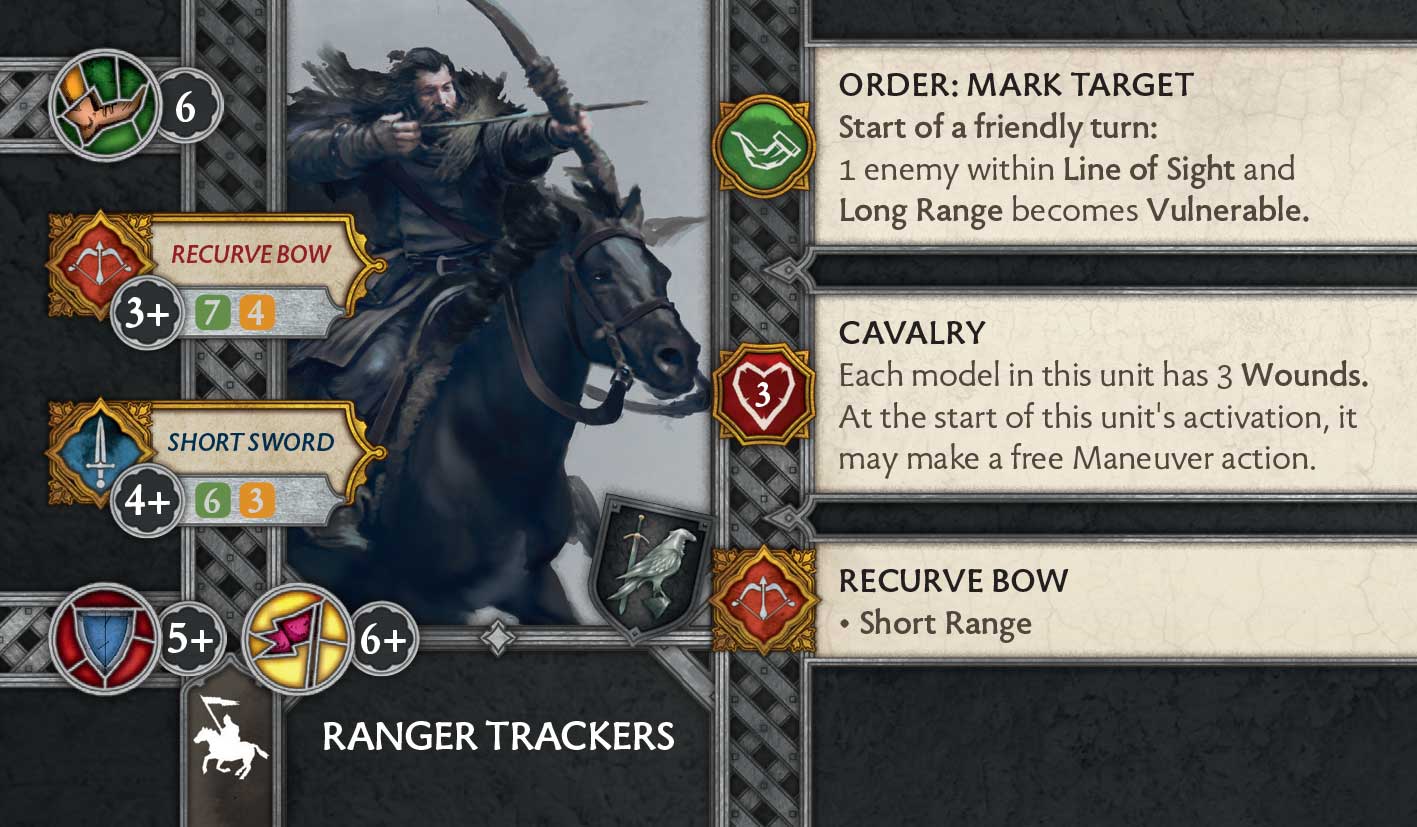 6
RECURVE BOW
3+ 7 4
SHORT SWORD
4+ 6 3
5+ 6+
RANGER TRACKERS
ORDER: MARK TARGET
Start of a friendly turn:
1 enemy within Line of Sight and
Long Range becomes Vulnerable.
3
CAVALRY
Each model in this unit has 3 Wounds.
At the start of this unit's activation, it
may make a free Maneuver action.
RECURVE BOW
• Short Range